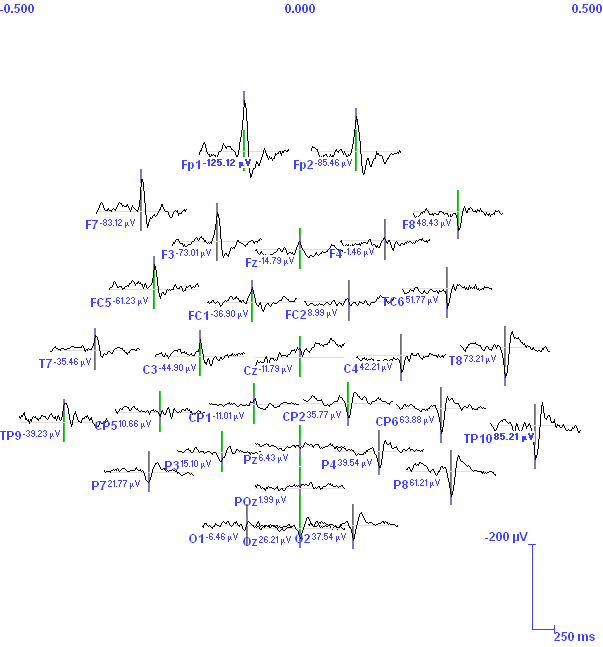 -0.500 0.000 0.500
Fp1 -125.12 µV Fp2 -85.46 µV
F7 -83.12 µV F8 48.43 µV
F3 -73.01 µV Fz -14.79 µV F4 -1.46 µV
FC5 -61.23 µV FC1 -36.90 µV FC2 8.99 µV FC6 51.77 µV
T7 -35.46 µV C3 -44.90 µV Cz -11.79 µV C4 42.21 µV T8 73.21 µV
TP9 -39.23 µV CP5 10.66 µV CP1 -11.01 µV CP2 35.77 µV CP6 63.88 µV TP10 85.21 µV
P7 21.77 µV P3 15.10 µV Pz 6.43 µV P4 39.54 µV P8 61.21 µV
POz 1.99 µV
O1 -6.46 µV Oz 26.21 µV O2 37.54 µV
-200 µV
250 ms